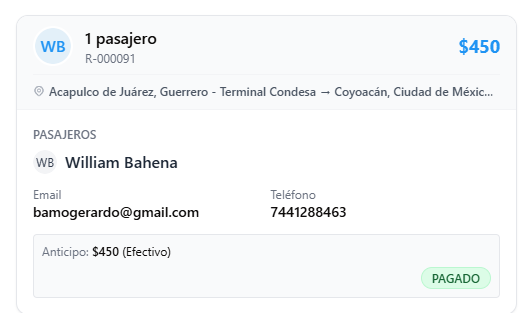 WB
1 pasajero
R-000091
$450
Acapulco de Juárez, Guerrero - Terminal Condesa → Coyoacán, Ciudad de Méxic...
PASAJEROS
WB William Bahena
Email
bamogerardo@gmail.com
Teléfono
7441288463
Anticipo: $450 (Efectivo)
PAGADO